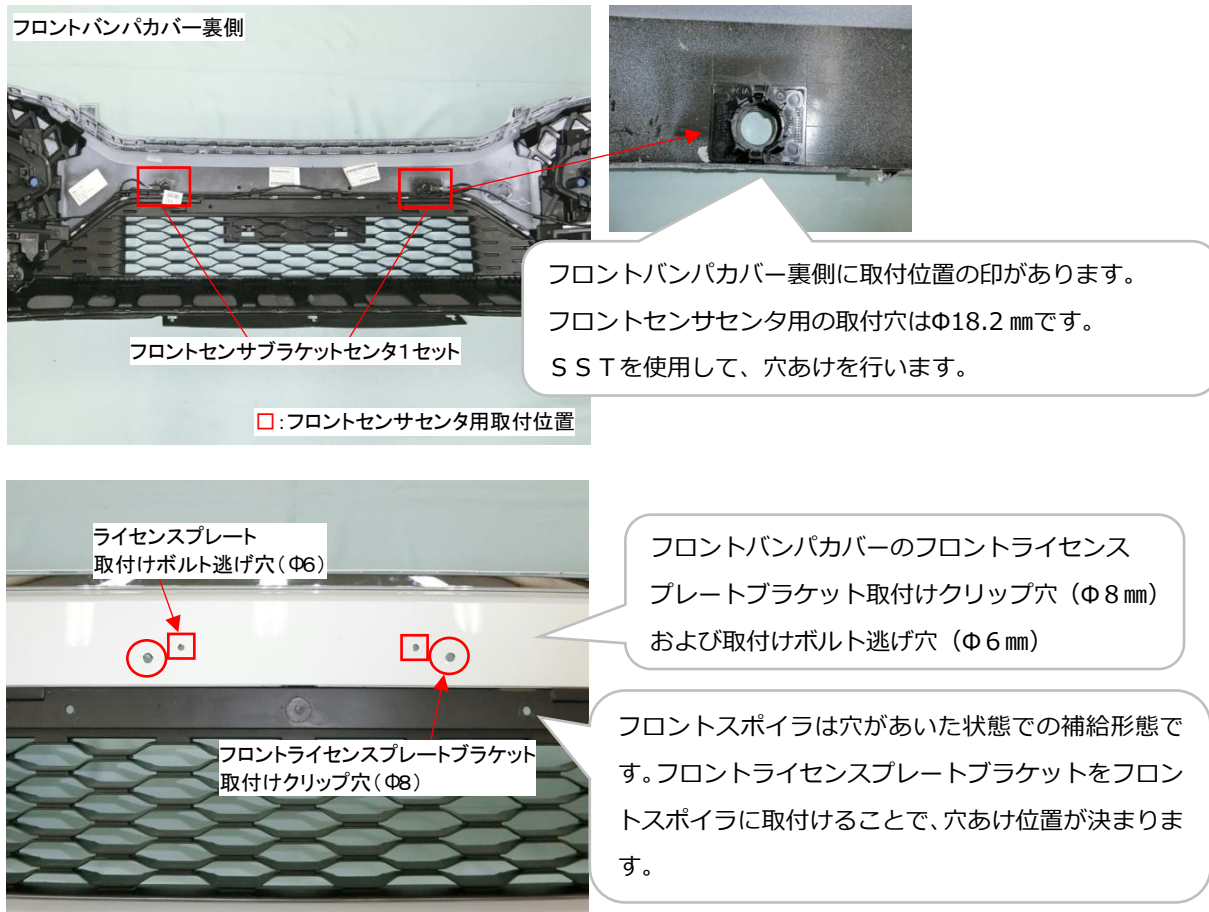 フロントバンパカバー裏側
フロントセンサブラケットセンタ1セット
□：フロントセンサセンタ用取付位置
フロントバンパカバー裏側に取付位置の印があります。
フロントセンサセンタ用の取付穴はΦ18.2㎜です。
ＳＳＴを使用して、穴あけを行います。
ライセンスプレート
取付けボルト逃げ穴（Φ6）
フロントライセンスプレートブラケット
取付けクリップ穴（Φ8）
フロントバンパカバーのフロントライセンス
プレートブラケット取付けクリップ穴（Φ８㎜）
および取付けボルト逃げ穴（Φ６㎜）
フロントスポイラは穴があいた状態での補給形態で
す。フロントライセンスプレートブラケットをフロン
トスポイラに取付けることで、穴あけ位置が決まりま
す。